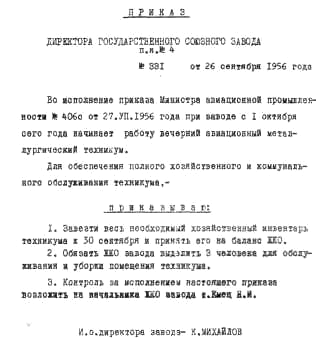 ПРИКАЗ
ДИРЕКТОРА ГОСУДАРСТВЕННОГО СОЮЗНОГО ЗАВОДА
п.я.№ 4
№ 381 от 26 сентября 1956 года
Во исполнение приказа Министра авиационной промышлен-
ности № 406с от 27.УП.1956 года при заводе с I октября
сего года начинает работу вечерний авиационный метал-
лургический техникум.
Для обеспечения полного хозяйственного и коммуналь-
ного обслуживания техникума,-
приказываю:
1. Завезти весь необходимый хозяйственный инвентарь
техникума к 30 сентября и принять его на баланс ЖКО.
2. Обязать ЖКО завода выделить 3 человека для обслу-
живания и уборки помещения техникума.
3. Контроль за исполнением настоящего приказа
возложить на начальника ЖКО завода т.Кмец Н.И.
И.о.директора завода- К.МИХАЙЛОВ